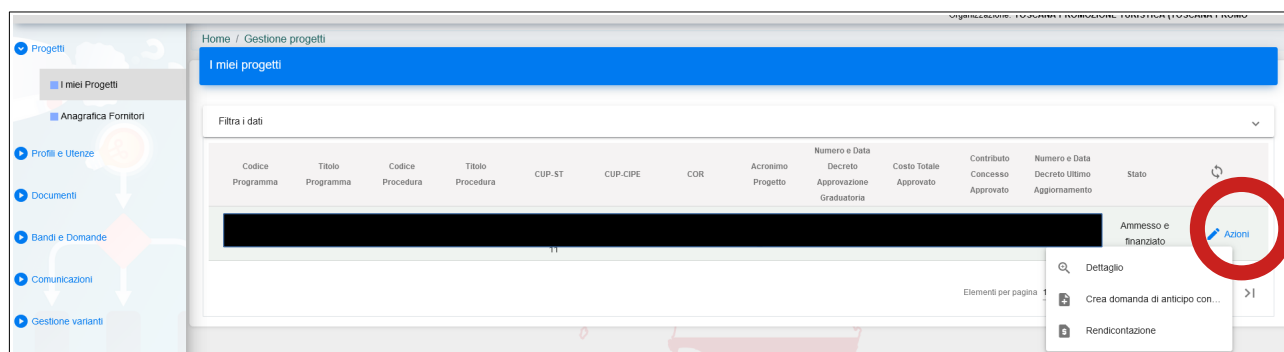 Organizzazione: TOSCANA PROMOZIONE TURISTICA (TOSCANA PROMO
Home / Gestione progetti
Progetti
I miei Progetti
Anagrafica Fornitori
Profili e Utenze
Documenti
Bandi e Domande
Comunicazioni
Gestione varianti
I miei progetti
Filtra i dati
Codice Programma
Titolo Programma
Codice Procedura
Titolo Procedura
CUP-ST
CUP-CIPE
COR
Acronimo Progetto
Numero e Data Decreto Approvazione Graduatoria
Costo Totale Approvato
Contributo Concesso Approvato
Numero e Data Decreto Ultimo Aggiornamento
Stato
11
Ammesso e finanziato
Azioni
Elementi per pagina 1
Dettaglio
Crea domanda di anticipo con...
Rendicontazione